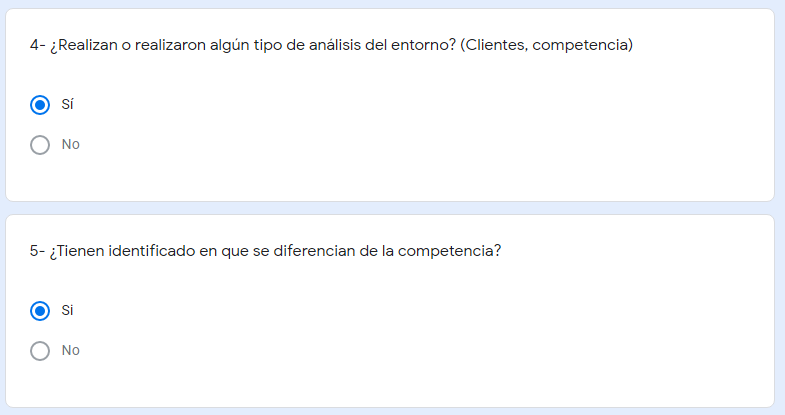 4- ¿Realizan o realizaron algún tipo de análisis del entorno? (Clientes, competencia)
Sí
No
5- ¿Tienen identificado en que se diferencian de la competencia?
Si
No